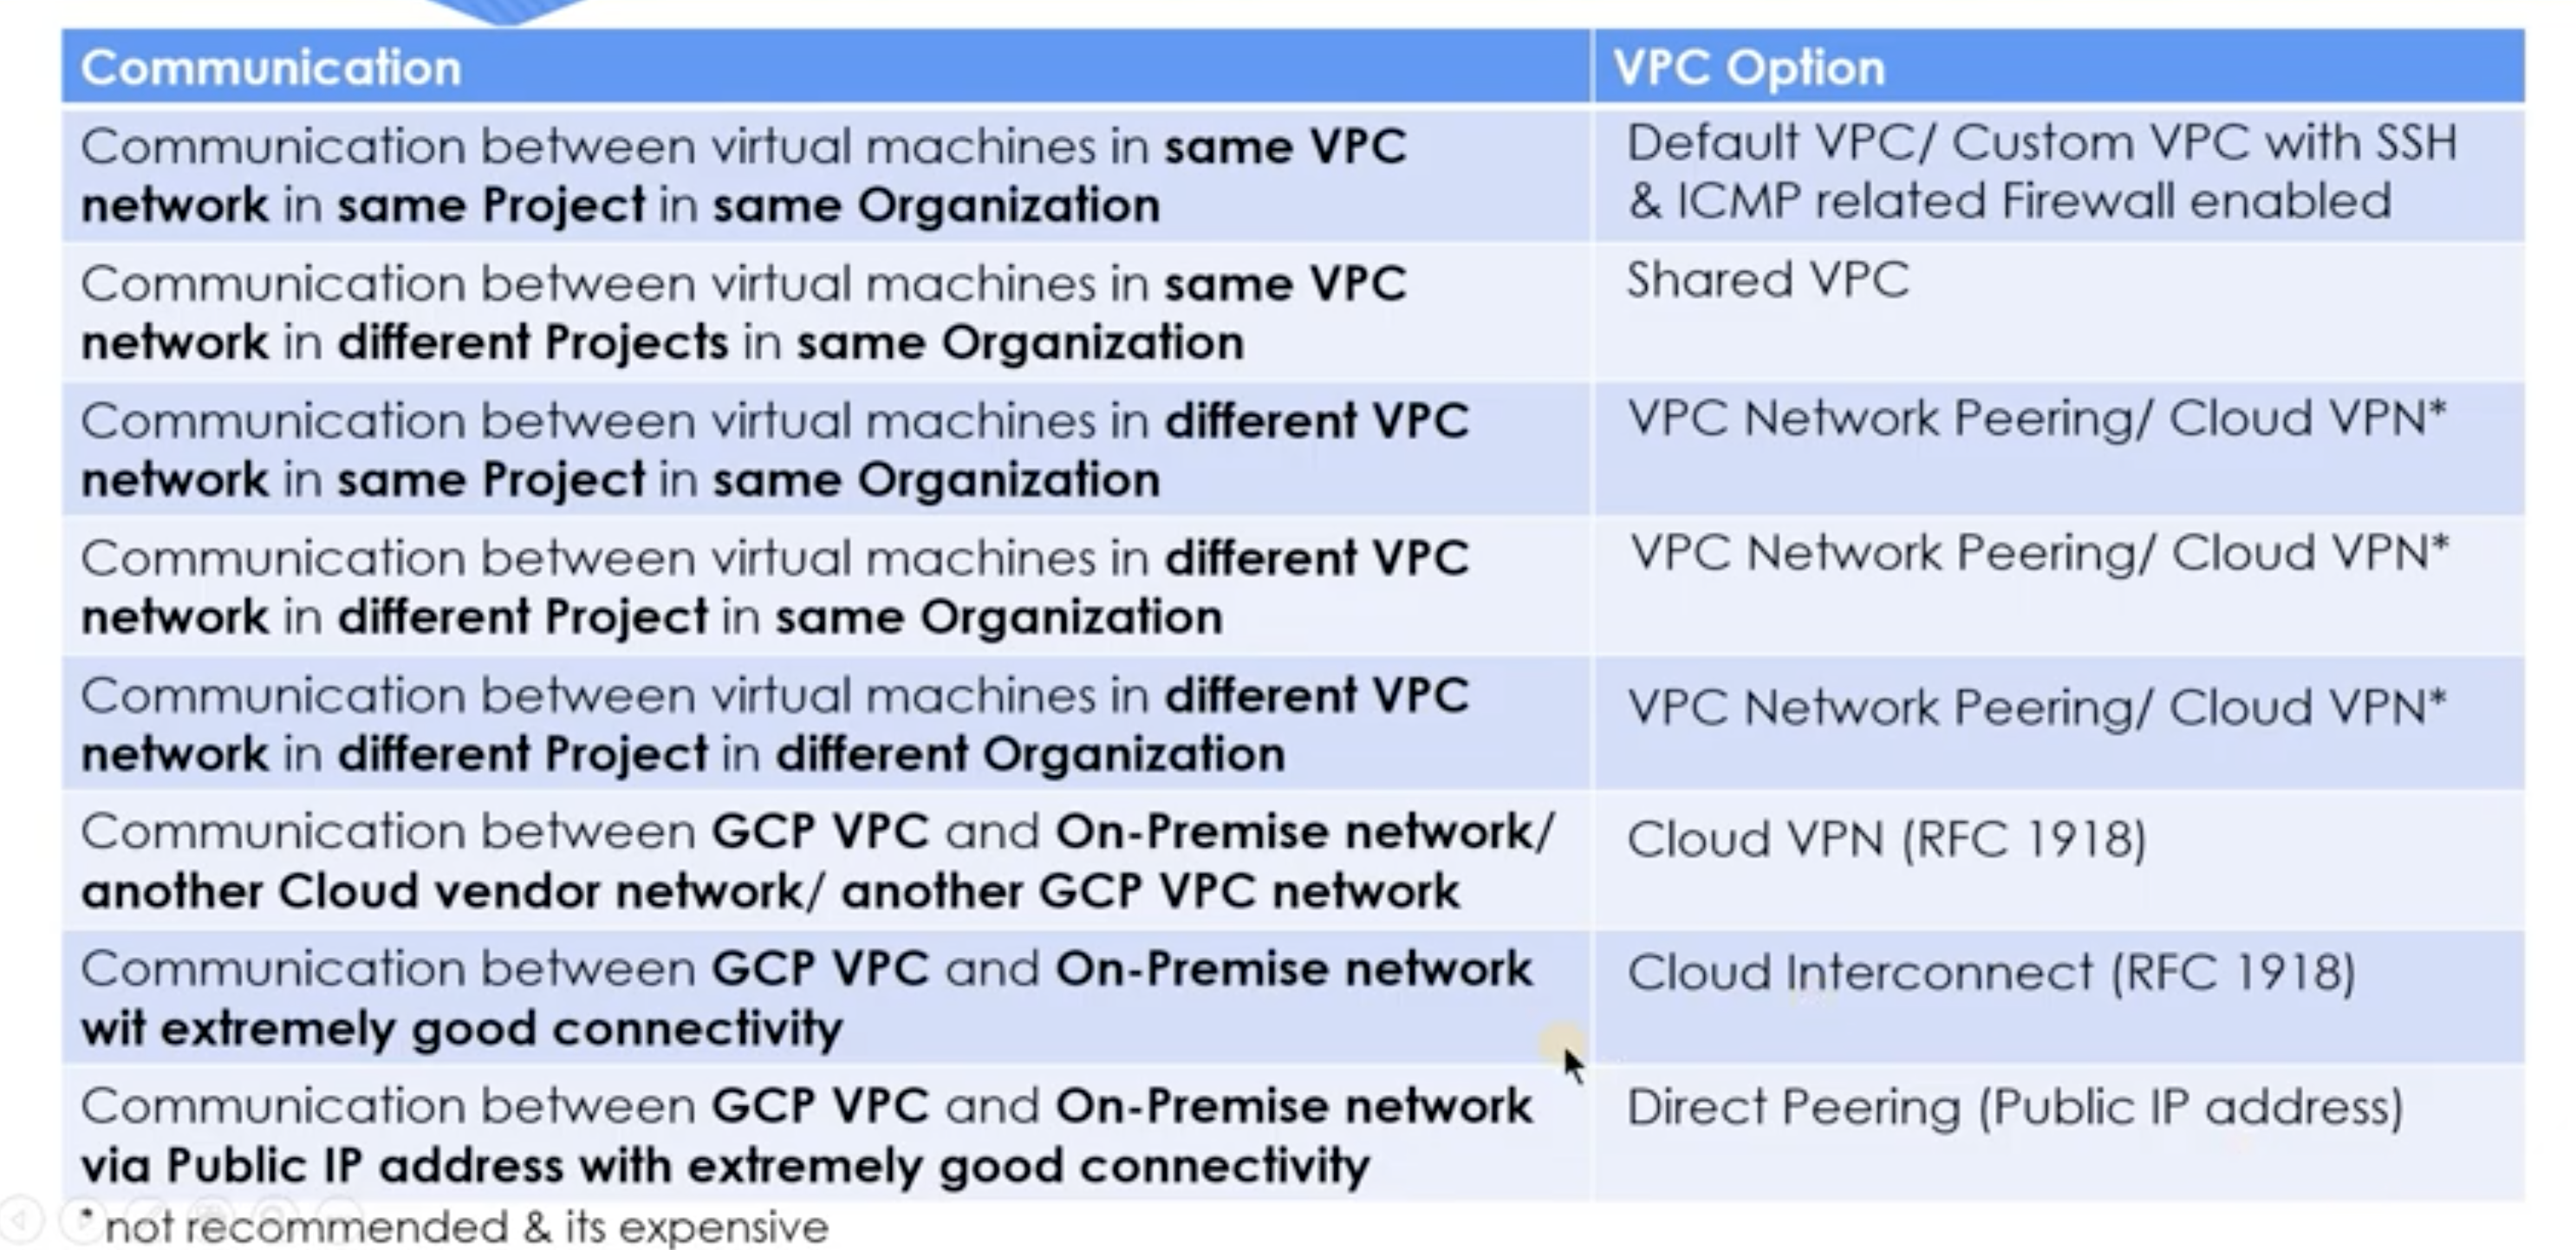 Communication
VPC Option
Communication between virtual machines in same VPC
network in same Project in same Organization
Default VPC/ Custom VPC with SSH
& ICMP related Firewall enabled
Communication between virtual machines in same VPC
network in different Projects in same Organization
Shared VPC
Communication between virtual machines in different VPC
network in same Project in same Organization
VPC Network Peering/ Cloud VPN*
Communication between virtual machines in different VPC
network in different Project in same Organization
VPC Network Peering/ Cloud VPN*
Communication between virtual machines in different VPC
network in different Project in different Organization
VPC Network Peering/ Cloud VPN*
Communication between GCP VPC and On-Premise network/
another Cloud vendor network/ another GCP VPC network
Cloud VPN (RFC 1918)
Communication between GCP VPC and On-Premise network
wit extremely good connectivity
Cloud Interconnect (RFC 1918)
Communication between GCP VPC and On-Premise network
via Public IP address with extremely good connectivity
Direct Peering (Public IP address)
* not recommended & its expensive